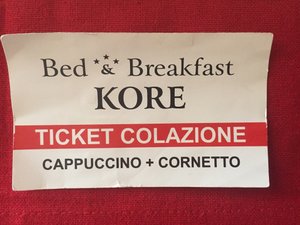 Bed & Breakfast
KORE
TICKET COLAZIONE
CAPPUCCINO + CORNETTO